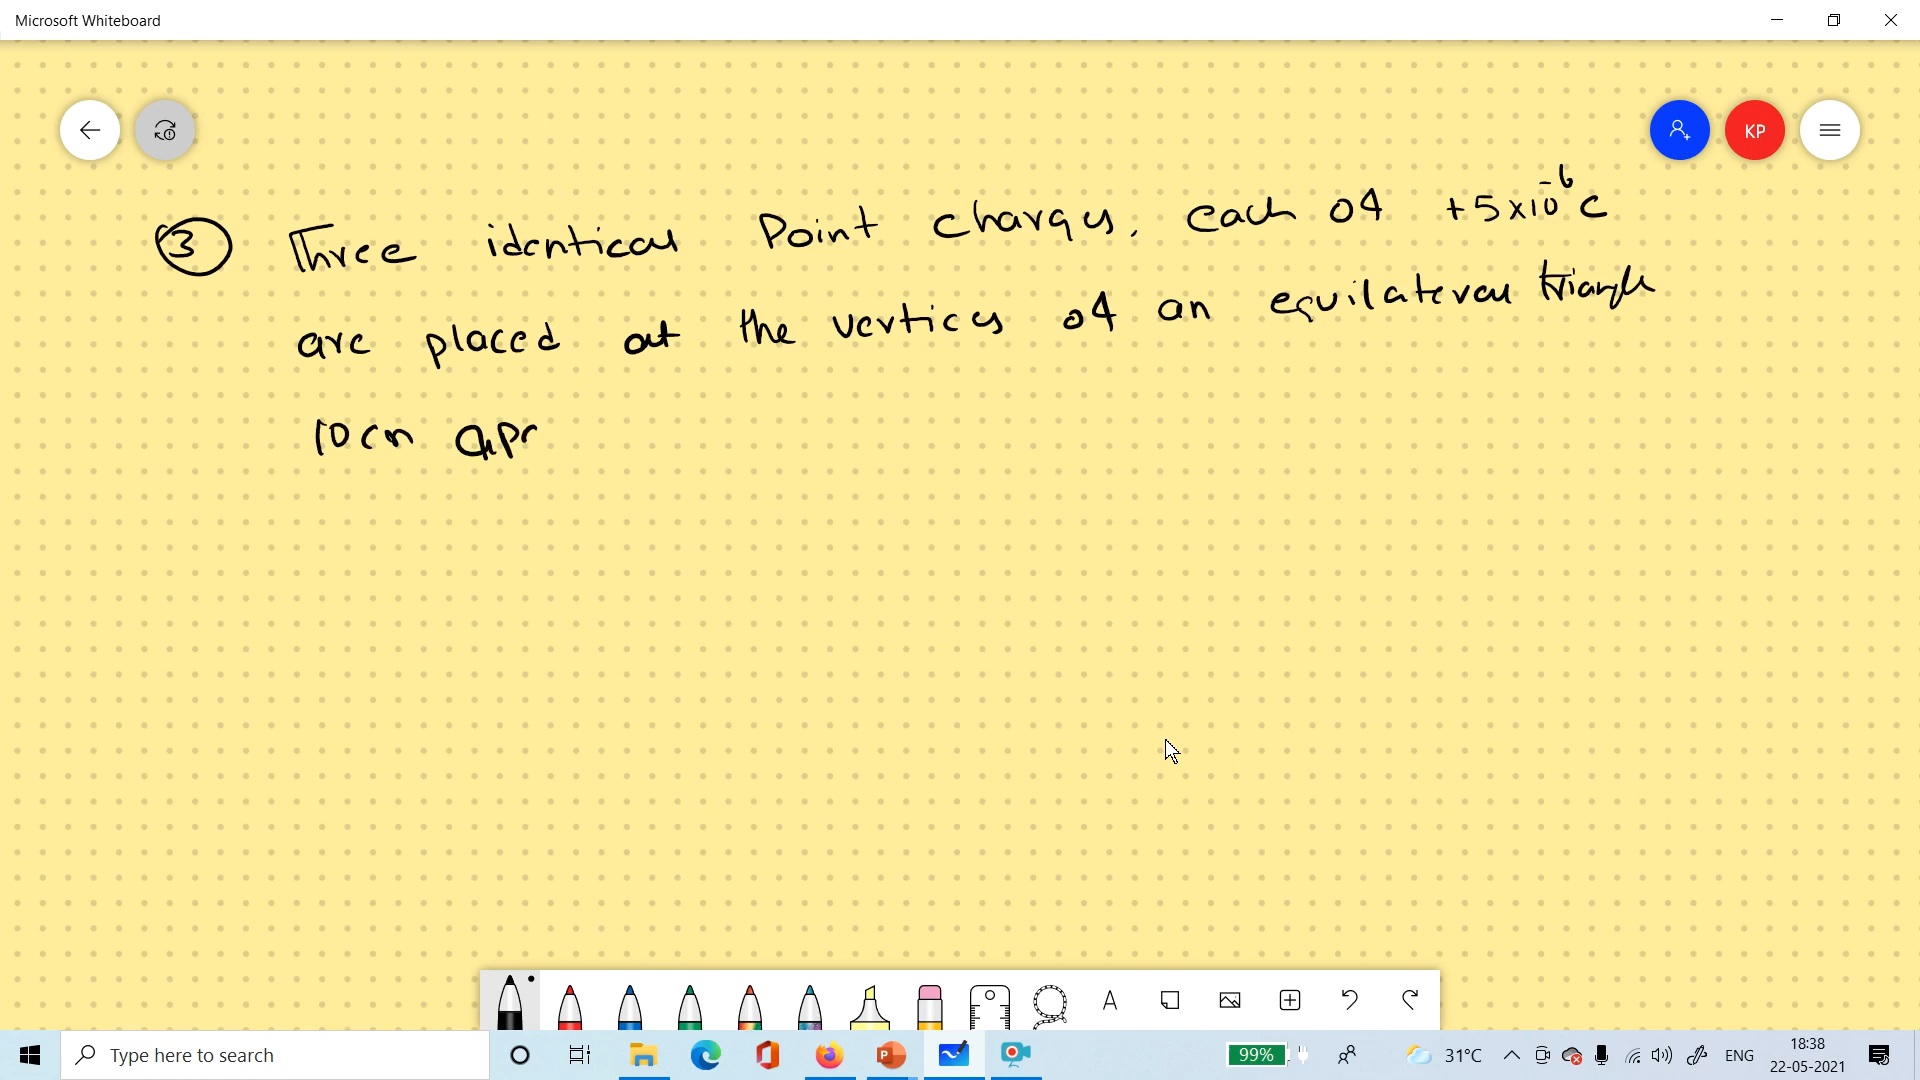 Microsoft Whiteboard
KP
3 Three identical Point charges, each of +5×10⁻⁶ C
are placed at the vertices of an equilateral triangle
10cm apr
A
99% 31°C ENG 18:38
Type here to search
22-05-2021